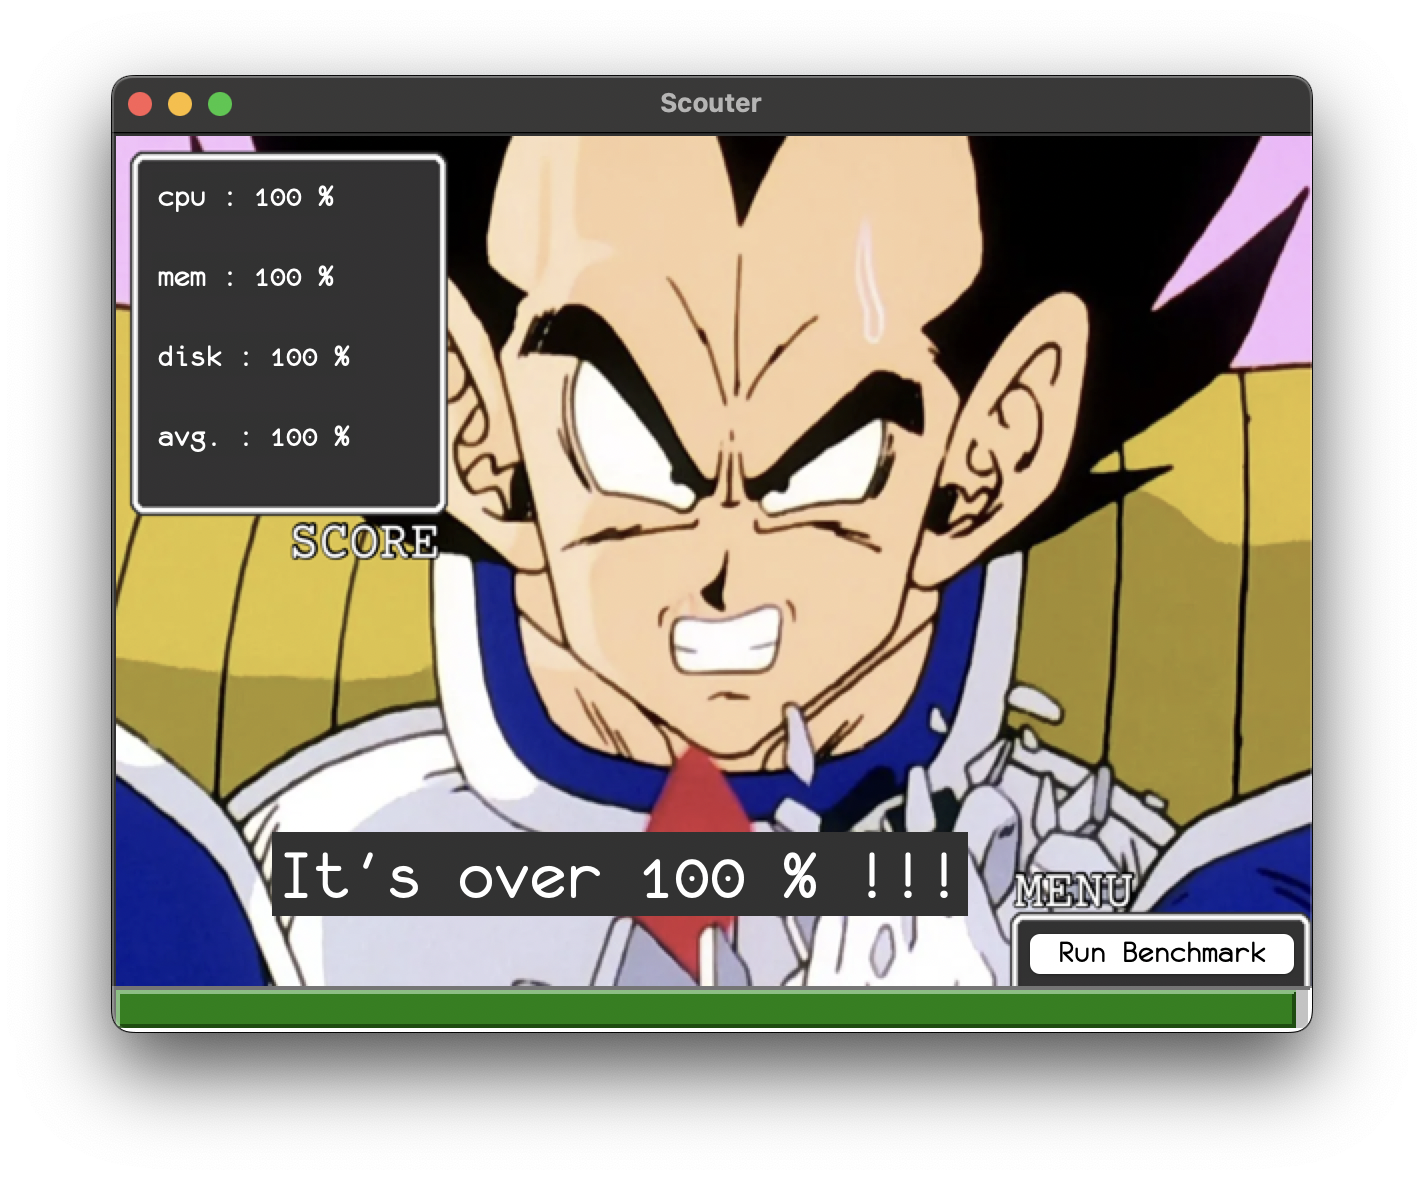 Scouter
cpu : 100 %
mem : 100 %
disk : 100 %
avg. : 100 %
SCORE
It's over 100 % !!!
MENU
Run Benchmark